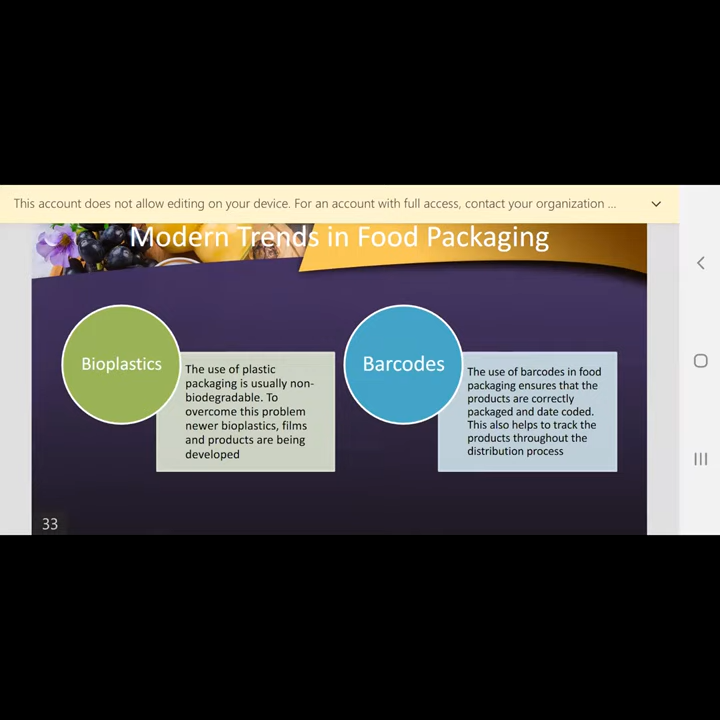 This account does not allow editing on your device. For an account with full access, contact your organization ...
Modern Trends in Food Packaging
Bioplastics
The use of plastic
packaging is usually non-
biodegradable. To
overcome this problem
newer bioplastics, films
and products are being
developed
Barcodes
The use of barcodes in food
packaging ensures that the
products are correctly
packaged and date coded.
This also helps to track the
products throughout the
distribution process
33